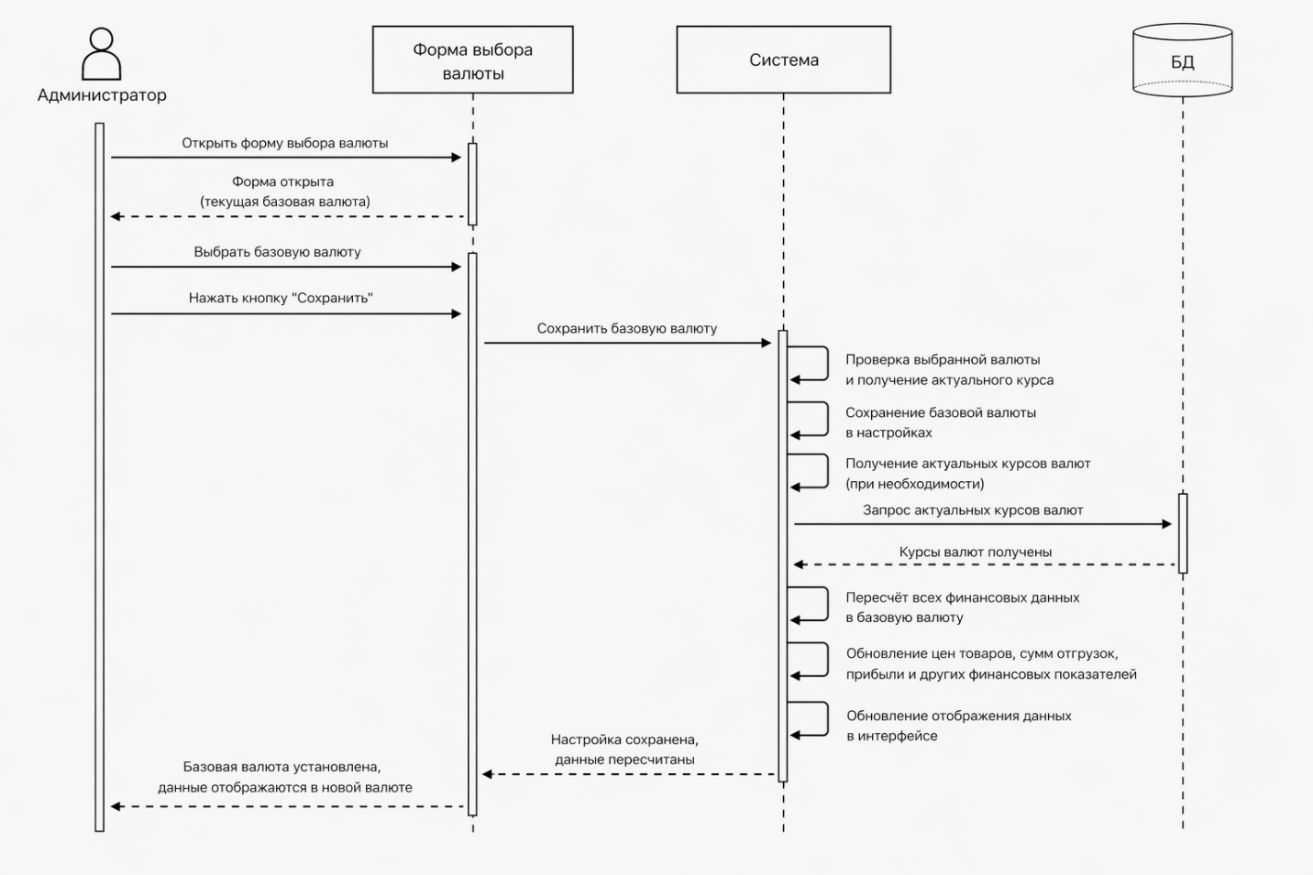 Администратор
Форма выбора
валюты
Система
БД
Открыть форму выбора валюты
Форма открыта
(текущая базовая валюта)
Выбрать базовую валюту
Нажать кнопку "Сохранить"
Сохранить базовую валюту
Проверка выбранной валюты
и получение актуального курса
Сохранение базовой валюты
в настройках
Получение актуальных курсов валют
(при необходимости)
Запрос актуальных курсов валют
Курсы валют получены
Пересчёт всех финансовых данных
в базовую валюту
Обновление цен товаров, сумм отгрузок,
прибыли и других финансовых показателей
Обновление отображения данных
в интерфейсе
Настройка сохранена,
данные пересчитаны
Базовая валюта установлена,
данные отображаются в новой валюте